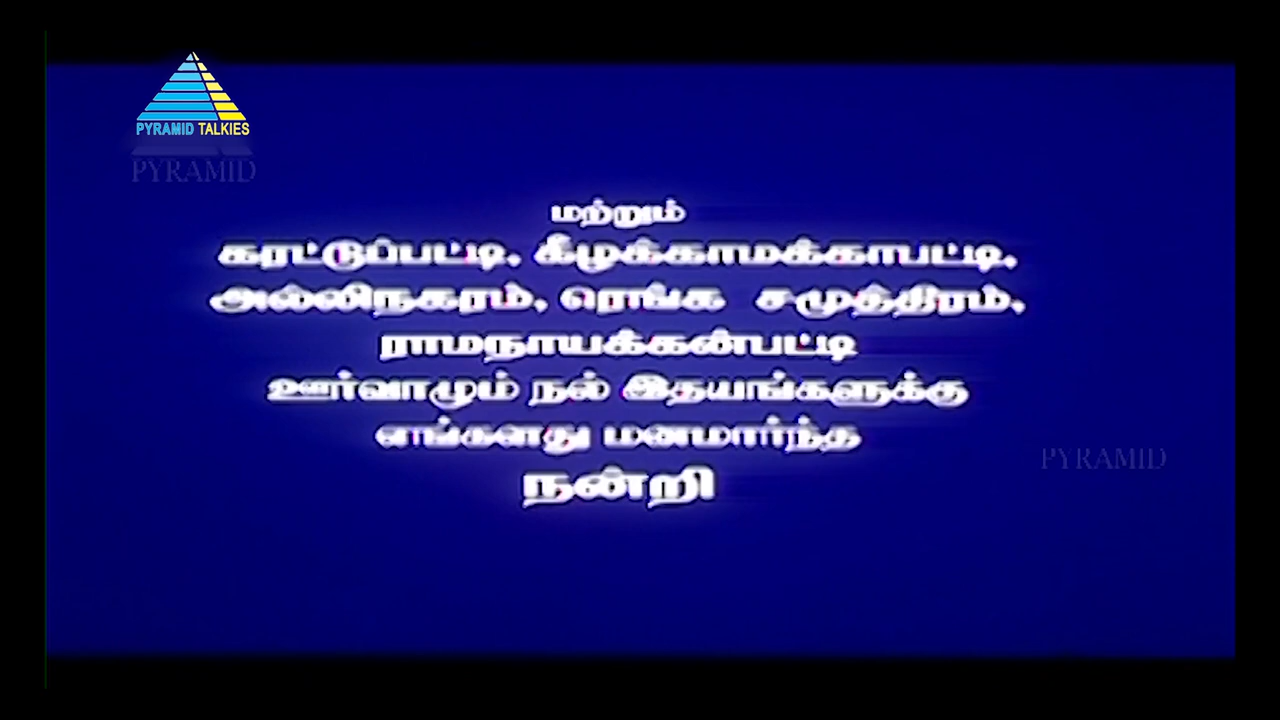 PYRAMID TALKIES
PYRAMID
மற்றும்
கரட்டுப்பட்டி, கீழக்காமக்காபட்டி,
அல்லிநகரம், ரெங்க சமுத்திரம்,
ராமநாயக்கன்பட்டி
ஊர்வாழும் நல் இதயங்களுக்கு
எங்களது மனமார்ந்த
நன்றி
PYRAMID